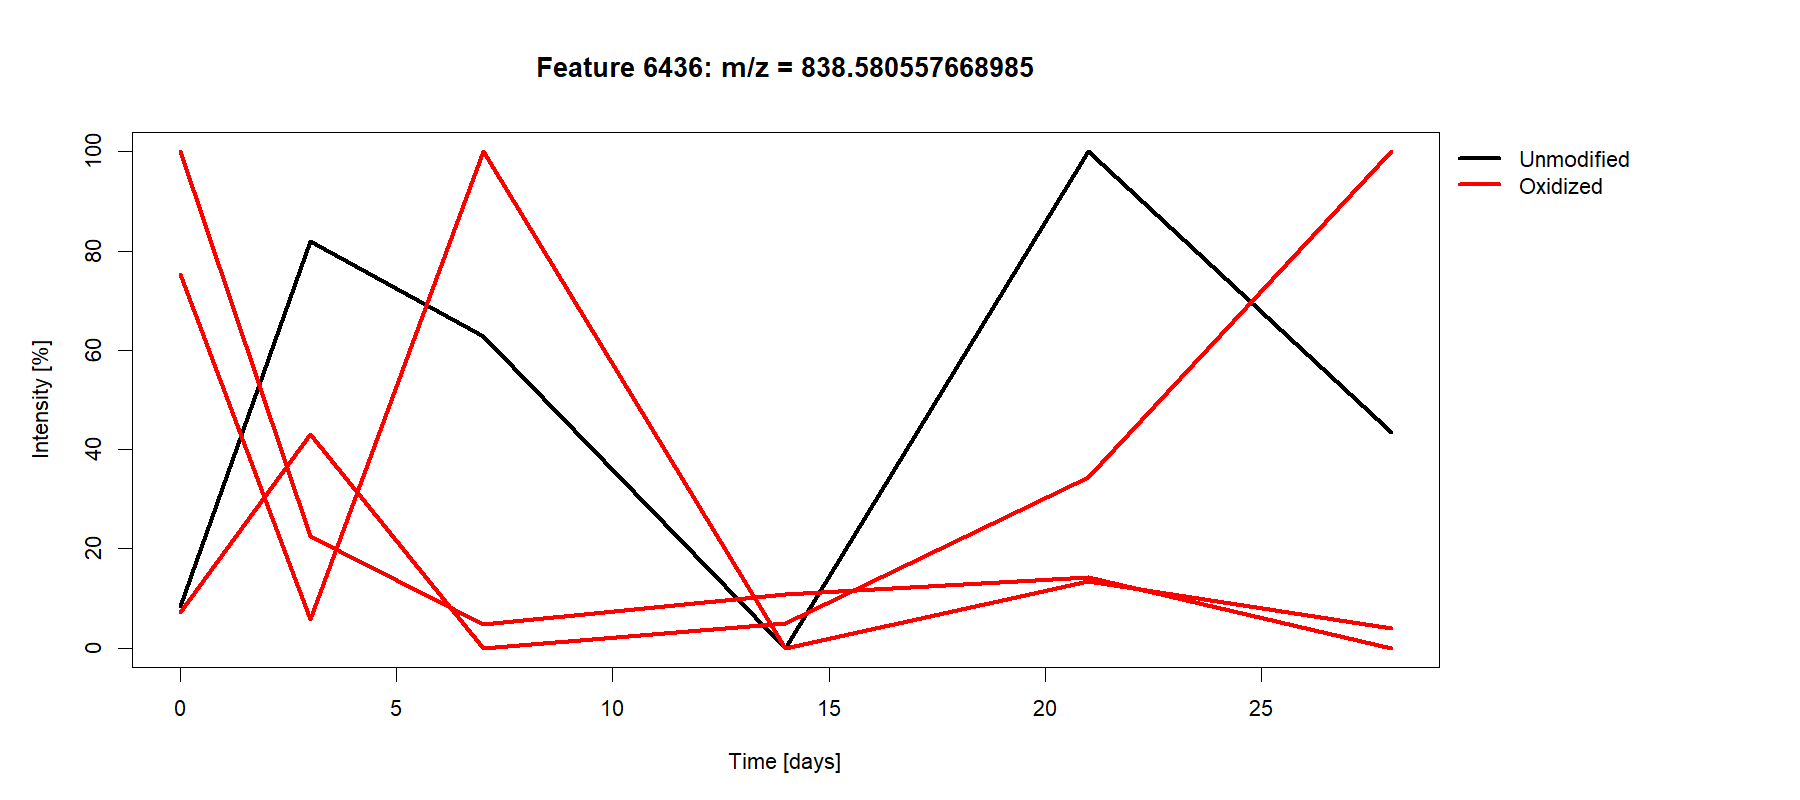 Feature 6436: m/z = 838.580557668985
Unmodified
Oxidized
100
80
60
40
20
0
Intensity [%]
0 5 10 15 20 25
Time [days]